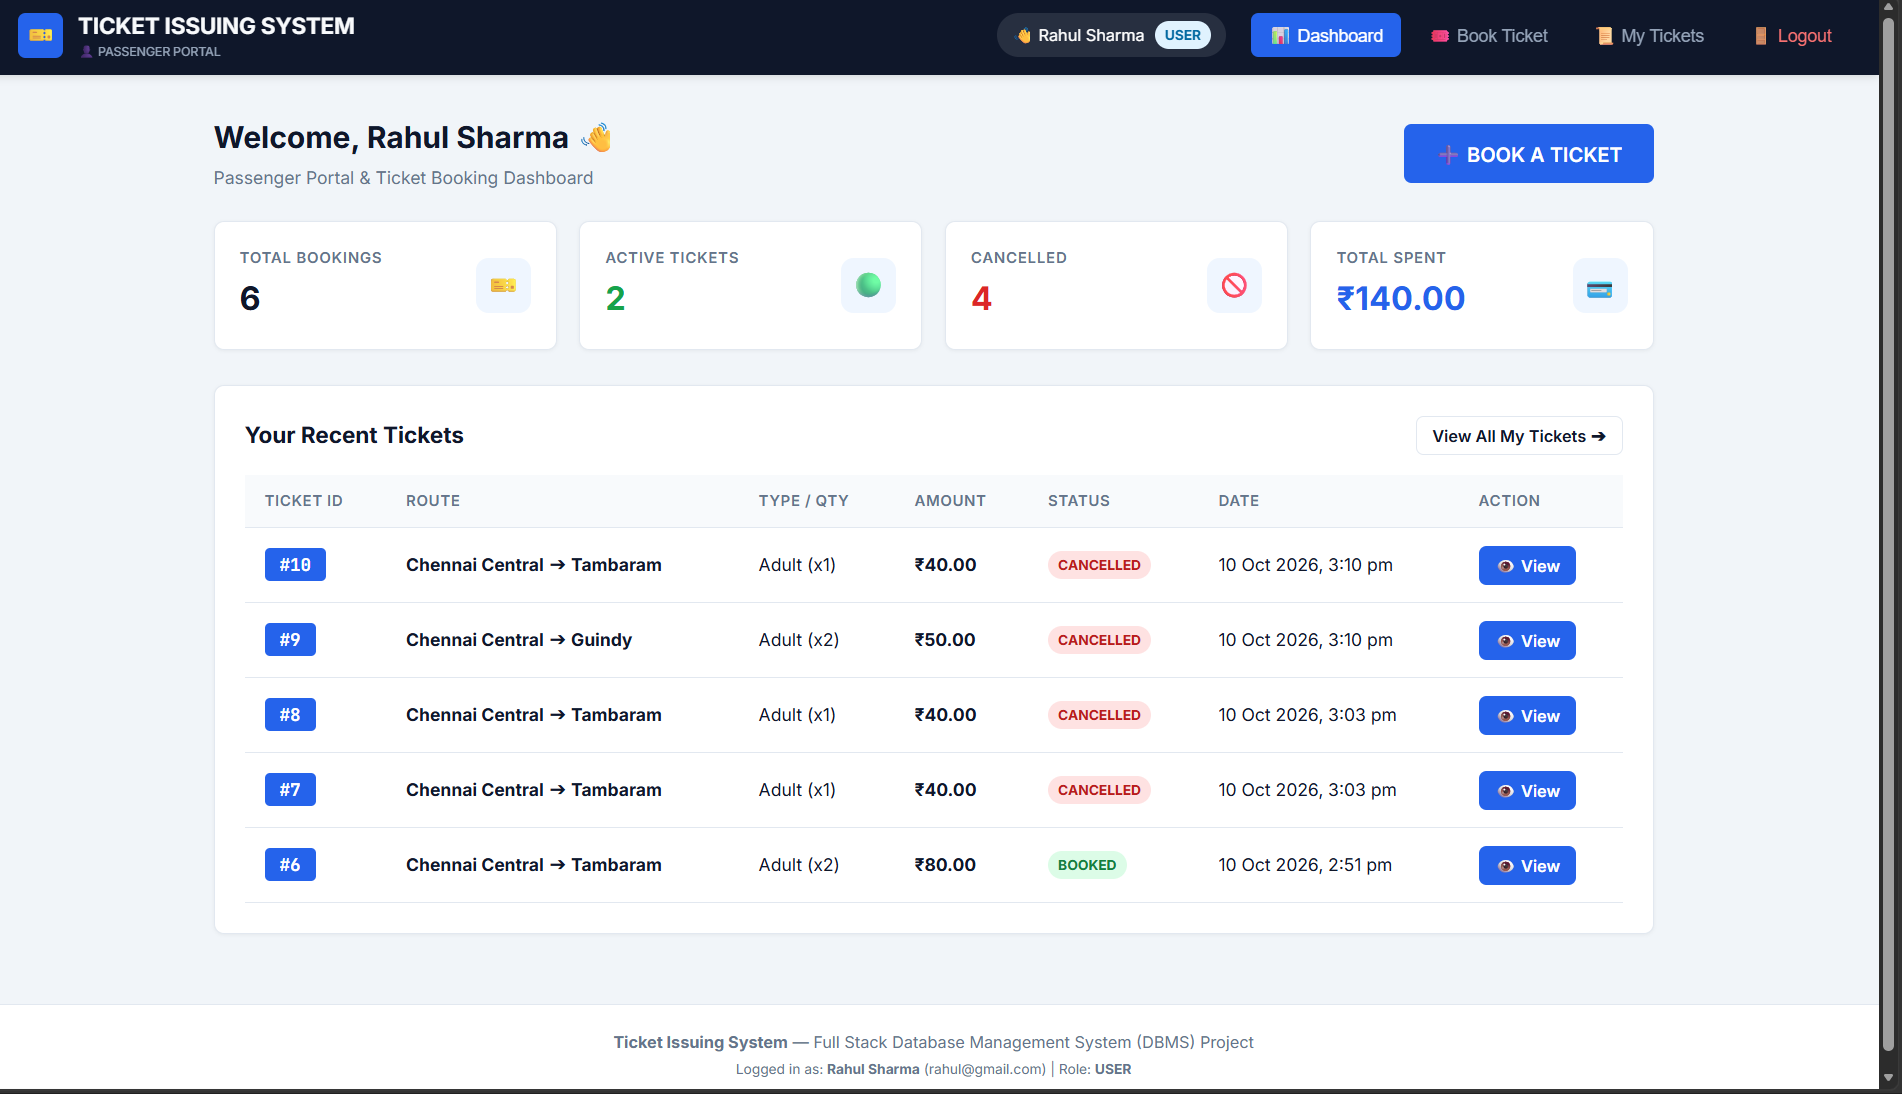 TICKET ISSUING SYSTEM
PASSENGER PORTAL
Rahul Sharma USER
Dashboard
Book Ticket
My Tickets
Logout
Welcome, Rahul Sharma
Passenger Portal & Ticket Booking Dashboard
BOOK A TICKET
TOTAL BOOKINGS
6
ACTIVE TICKETS
2
CANCELLED
4
TOTAL SPENT
₹140.00
Your Recent Tickets
View All My Tickets ➔
TICKET ID ROUTE TYPE / QTY AMOUNT STATUS DATE ACTION
#10 Chennai Central ➔ Tambaram Adult (x1) ₹40.00 CANCELLED 10 Oct 2026, 3:10 pm View
#9 Chennai Central ➔ Guindy Adult (x2) ₹50.00 CANCELLED 10 Oct 2026, 3:10 pm View
#8 Chennai Central ➔ Tambaram Adult (x1) ₹40.00 CANCELLED 10 Oct 2026, 3:03 pm View
#7 Chennai Central ➔ Tambaram Adult (x1) ₹40.00 CANCELLED 10 Oct 2026, 3:03 pm View
#6 Chennai Central ➔ Tambaram Adult (x2) ₹80.00 BOOKED 10 Oct 2026, 2:51 pm View
Ticket Issuing System — Full Stack Database Management System (DBMS) Project
Logged in as: Rahul Sharma (rahul@gmail.com) | Role: USER